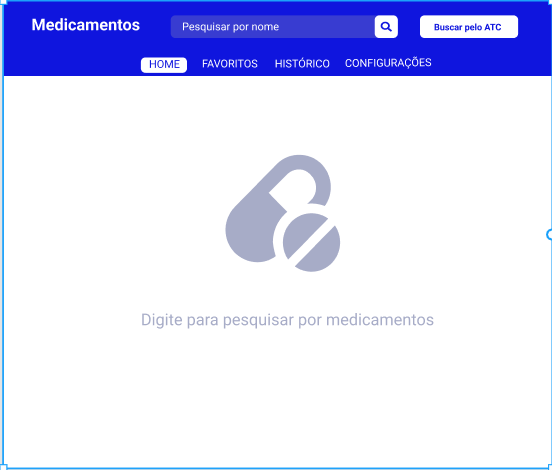 Medicamentos
Pesquisar por nome
Buscar pelo ATC
HOME
FAVORITOS
HISTÓRICO
CONFIGURAÇÕES
Digite para pesquisar por medicamentos